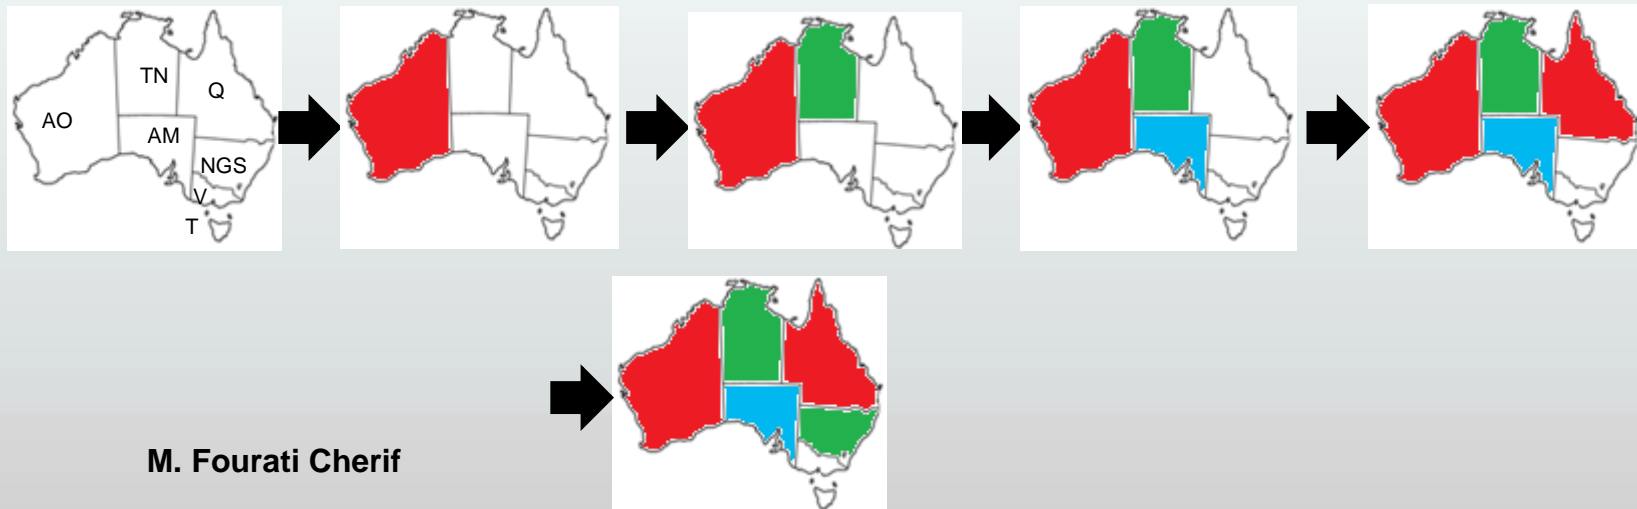 TN
Q
AO
AM
NGS
V
T
M. Fourati Cherif